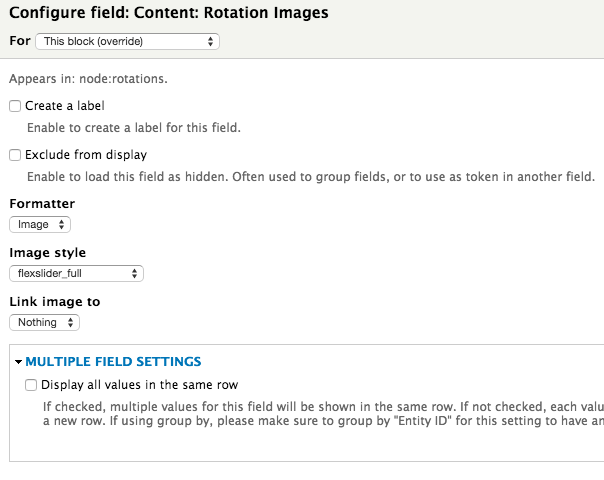 Configure field: Content: Rotation Images
For This block (override)
Appears in: node:rotations.
Create a label
Enable to create a label for this field.
Exclude from display
Enable to load this field as hidden. Often used to group fields, or to use as token in another field.
Formatter
Image
Image style
flexslider_full
Link image to
Nothing
MULTIPLE FIELD SETTINGS
Display all values in the same row
If checked, multiple values for this field will be shown in the same row. If not checked, each valu
a new row. If using group by, please make sure to group by "Entity ID" for this setting to have an